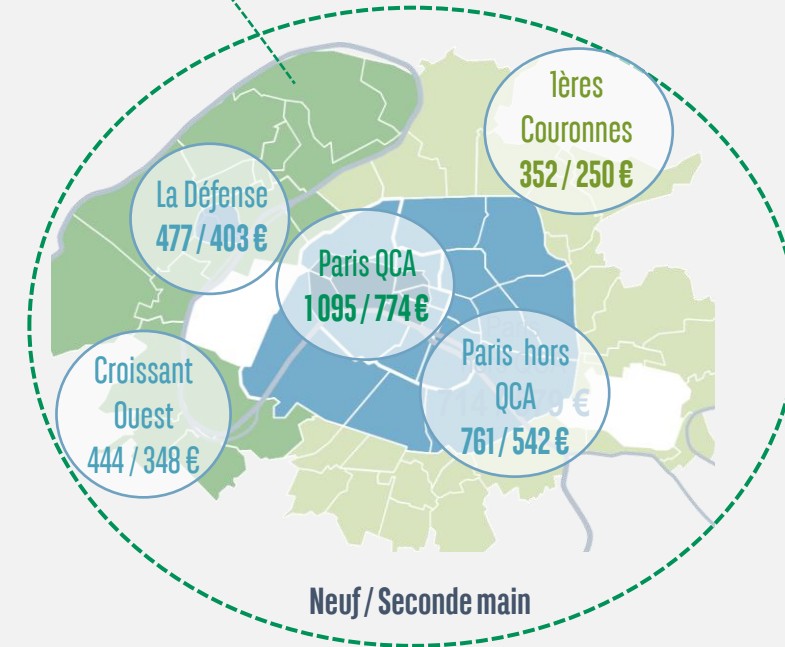 1ères
Couronnes
352 / 250 €
La Défense
477 / 403 €
Paris QCA
1 095 / 774 €
Paris hors
QCA
761 / 542 €
Croissant
Ouest
444 / 348 €
Neuf / Seconde main